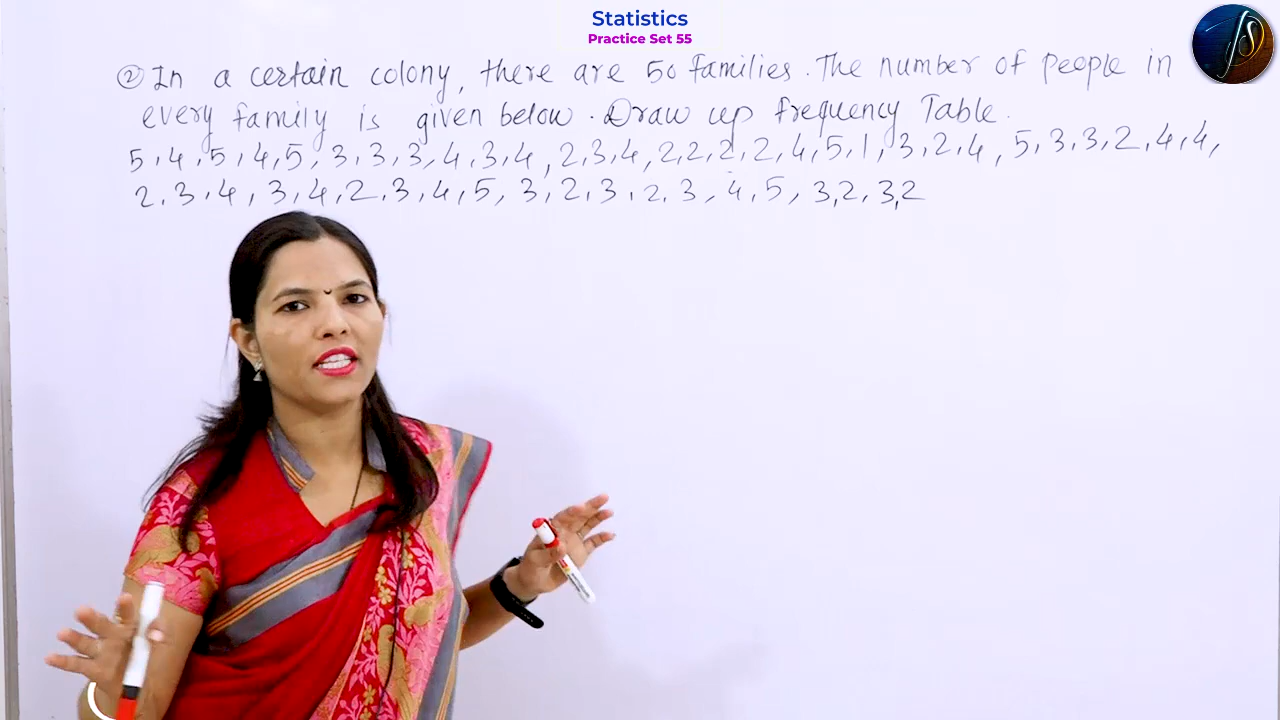 Statistics
Practice Set 55
② In a certain colony, there are 50 families. The number of people in
every family is given below. Draw up frequency Table.
5,4,5,4,5,3,3,3,4,3,4,2,3,4,2,2,2,2,4,5,1,3,2,4,5,3,3,2,4,4,
2,3,4,3,4,2,3,4,5,3,2,3,2,3,4,5,3,2,3,2